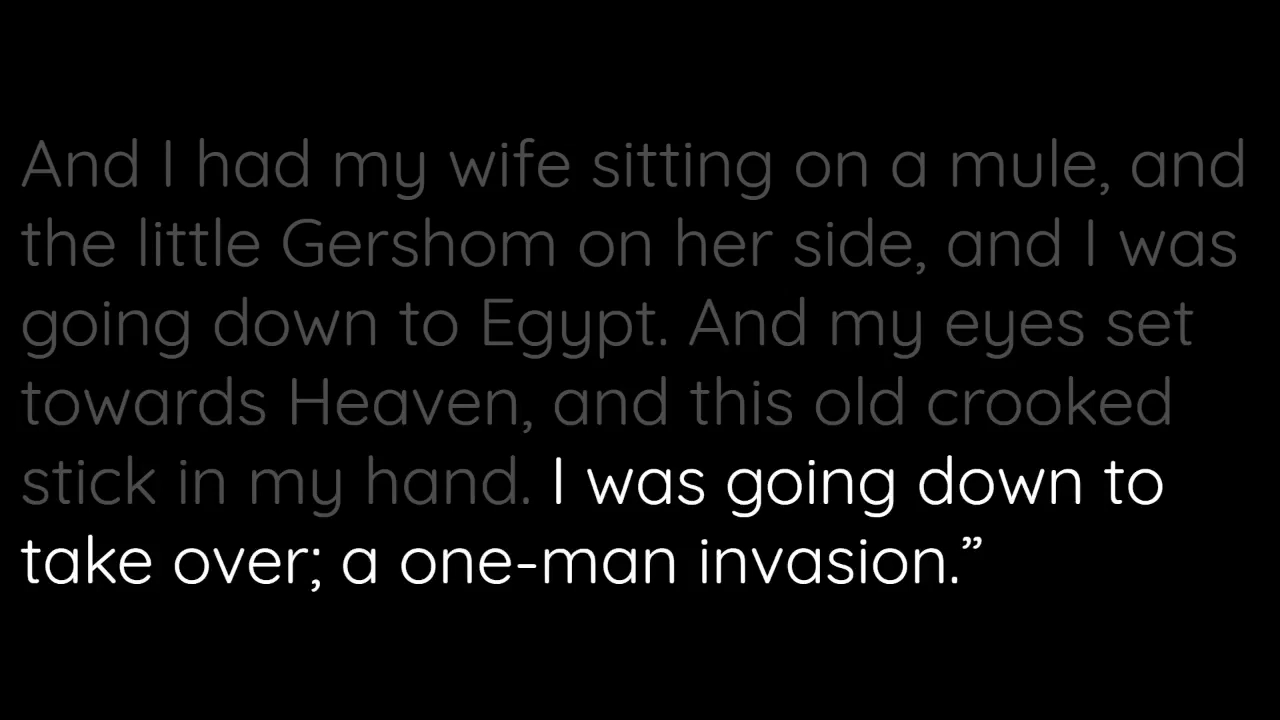 And I had my wife sitting on a mule, and
the little Gershom on her side, and I was
going down to Egypt. And my eyes set
towards Heaven, and this old crooked
stick in my hand. I was going down to
take over; a one-man invasion.”